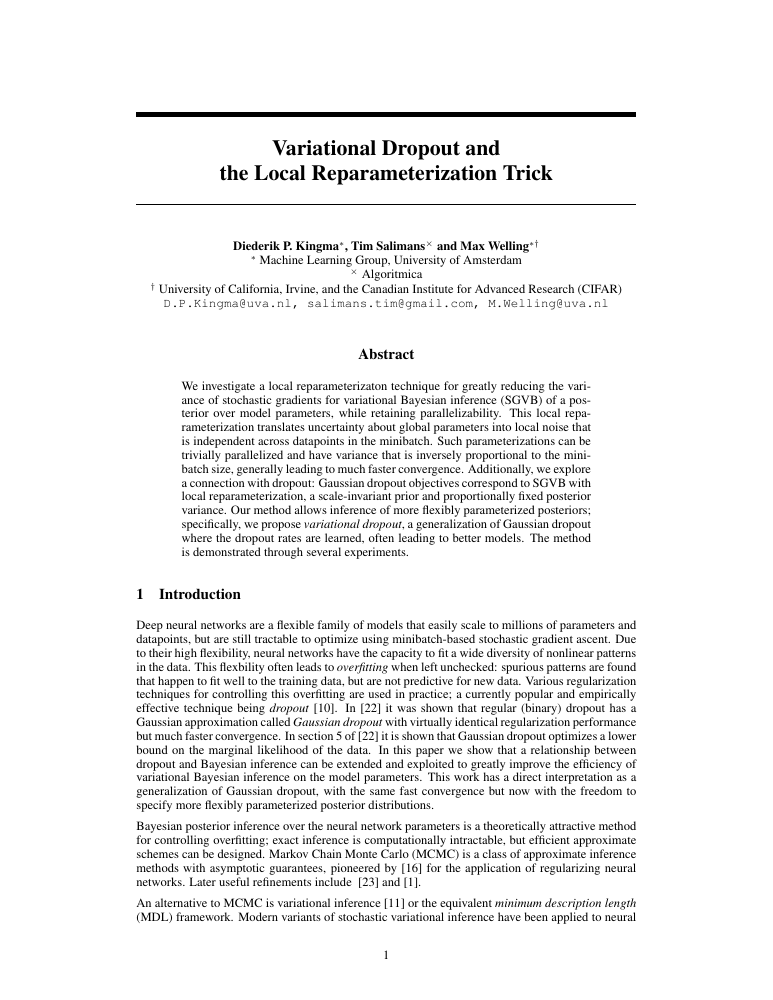 Variational Dropout and
the Local Reparameterization Trick
Diederik P. Kingma*, Tim Salimans× and Max Welling*†
* Machine Learning Group, University of Amsterdam
× Algoritmica
† University of California, Irvine, and the Canadian Institute for Advanced Research (CIFAR)
D.P.Kingma@uva.nl, salimans.tim@gmail.com, M.Welling@uva.nl
Abstract
We investigate a local reparameterizaton technique for greatly reducing the vari-
ance of stochastic gradients for variational Bayesian inference (SGVB) of a pos-
terior over model parameters, while retaining parallelizability. This local repa-
rameterization translates uncertainty about global parameters into local noise that
is independent across datapoints in the minibatch. Such parameterizations can be
trivially parallelized and have variance that is inversely proportional to the mini-
batch size, generally leading to much faster convergence. Additionally, we explore
a connection with dropout: Gaussian dropout objectives correspond to SGVB with
local reparameterization, a scale-invariant prior and proportionally fixed posterior
variance. Our method allows inference of more flexibly parameterized posteriors;
specifically, we propose variational dropout, a generalization of Gaussian dropout
where the dropout rates are learned, often leading to better models. The method
is demonstrated through several experiments.
1 Introduction
Deep neural networks are a flexible family of models that easily scale to millions of parameters and
datapoints, but are still tractable to optimize using minibatch-based stochastic gradient ascent. Due
to their high flexibility, neural networks have the capacity to fit a wide diversity of nonlinear patterns
in the data. This flexbility often leads to overfitting when left unchecked: spurious patterns are found
that happen to fit well to the training data, but are not predictive for new data. Various regularization
techniques for controlling this overfitting are used in practice; a currently popular and empirically
effective technique being dropout [10]. In [22] it was shown that regular (binary) dropout has a
Gaussian approximation called Gaussian dropout with virtually identical regularization performance
but much faster convergence. In section 5 of [22] it is shown that Gaussian dropout optimizes a lower
bound on the marginal likelihood of the data. In this paper we show that a relationship between
dropout and Bayesian inference can be extended and exploited to greatly improve the efficiency of
variational Bayesian inference on the model parameters. This work has a direct interpretation as a
generalization of Gaussian dropout, with the same fast convergence but now with the freedom to
specify more flexibly parameterized posterior distributions.
Bayesian posterior inference over the neural network parameters is a theoretically attractive method
for controlling overfitting; exact inference is computationally intractable, but efficient approximate
schemes can be designed. Markov Chain Monte Carlo (MCMC) is a class of approximate inference
methods with asymptotic guarantees, pioneered by [16] for the application of regularizing neural
networks. Later useful refinements include [23] and [1].
An alternative to MCMC is variational inference [11] or the equivalent minimum description length
(MDL) framework. Modern variants of stochastic variational inference have been applied to neural
1